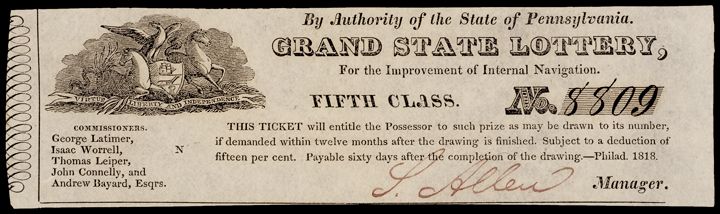 By Authority of the State of Pennsylvania.
GRAND STATE LOTTERY,
For the Improvement of Internal Navigation.
VIRTUE LIBERTY AND INDEPENDENCE
FIFTH CLASS. No. 8809
COMMISSIONERS.
George Latimer,
Isaac Worrell,
Thomas Leiper,
John Connelly, and
Andrew Bayard, Esqrs.
N
THIS TICKET will entitle the Possessor to such prize as may be drawn to its number,
if demanded within twelve months after the drawing is finished. Subject to a deduction of
fifteen per cent. Payable sixty days after the completion of the drawing.—Philad. 1818.
S. Allen Manager.